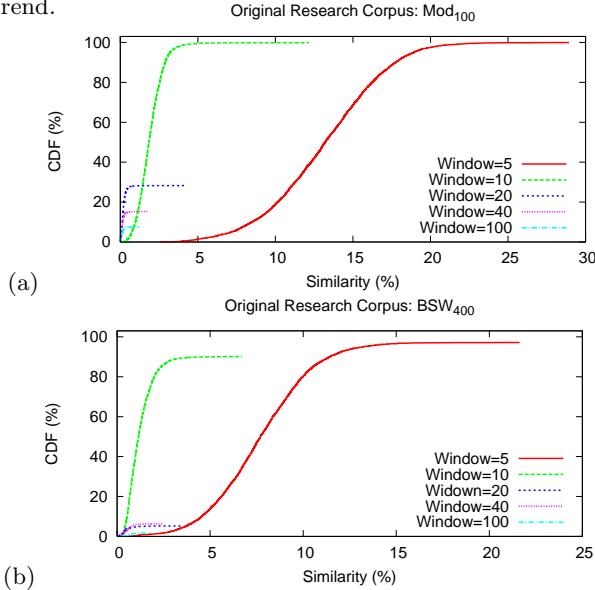 rend.
Original Research Corpus: Mod100
100
80
60
40
20
0
CDF (%)
Window=5
Window=10
Window=20
Window=40
Window=100
0 5 10 15 20 25 30
Similarity (%)
(a)
Original Research Corpus: BSW400
100
80
60
40
20
0
CDF (%)
Window=5
Window=10
Widown=20
Window=40
Window=100
0 5 10 15 20 25
Similarity (%)
(b)